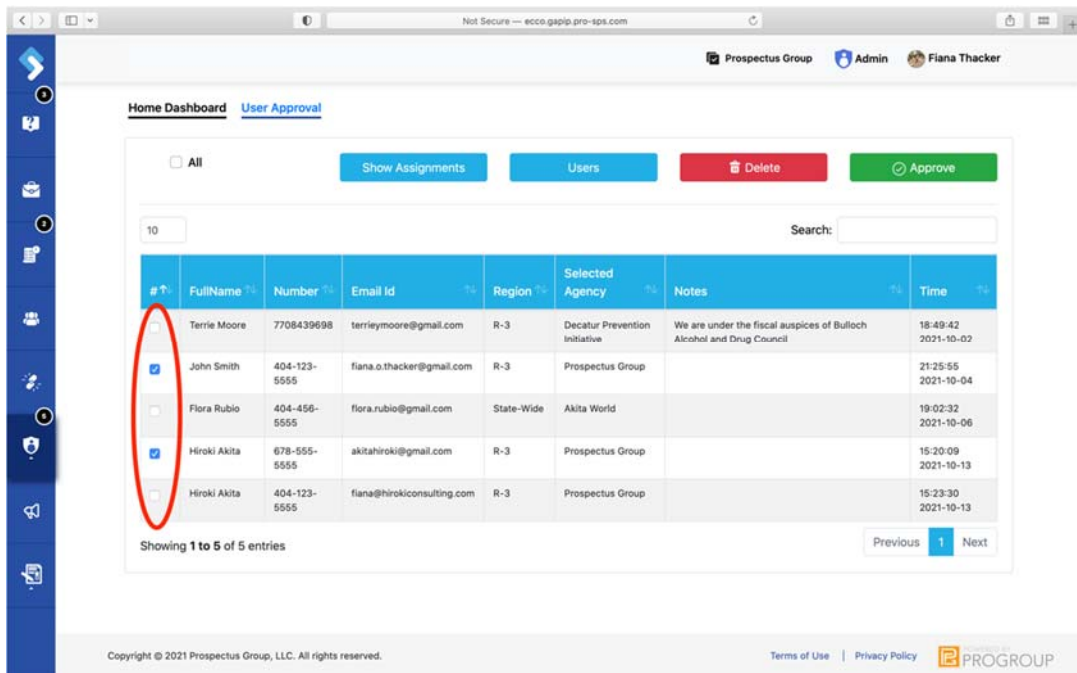 Not Secure — ecco.gapip.pro-sps.com
Prospectus Group Admin Fiana Thacker
3
Home Dashboard User Approval
All Show Assignments Users Delete Approve
2
10 Search:
# FullName Number Email Id Region Selected Agency Notes Time
Terrie Moore 7708439698 terrieymoore@gmail.com R-3 Decatur Prevention We are under the fiscal auspices of Bulloch 18:49:42
Initiative Alcohol and Drug Council 2021-10-02
John Smith 404-123- fiana.o.thacker@gmail.com R-3 Prospectus Group 21:25:55
5555 2021-10-04
Flora Rubio 404-456- flora.rubio@gmail.com State-Wide Akita World 19:02:32
5555 2021-10-06
Hiroki Akita 678-555- akitahiroki@gmail.com R-3 Prospectus Group 15:20:09
5555 2021-10-13
Hiroki Akita 404-123- fiana@hirokiconsulting.com R-3 Prospectus Group 15:23:30
5555 2021-10-13
Showing 1 to 5 of 5 entries Previous 1 Next
Copyright © 2021 Prospectus Group, LLC. All rights reserved. Terms of Use | Privacy Policy POWERED BY
PROGROUP